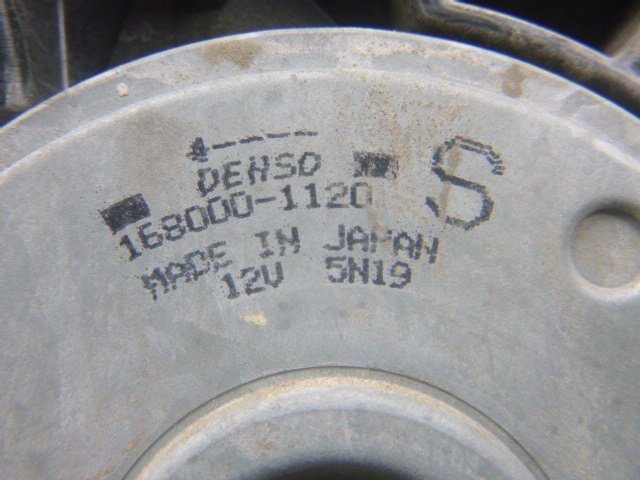 DENSO
168000-1120 S
MADE IN JAPAN
12V 5N19